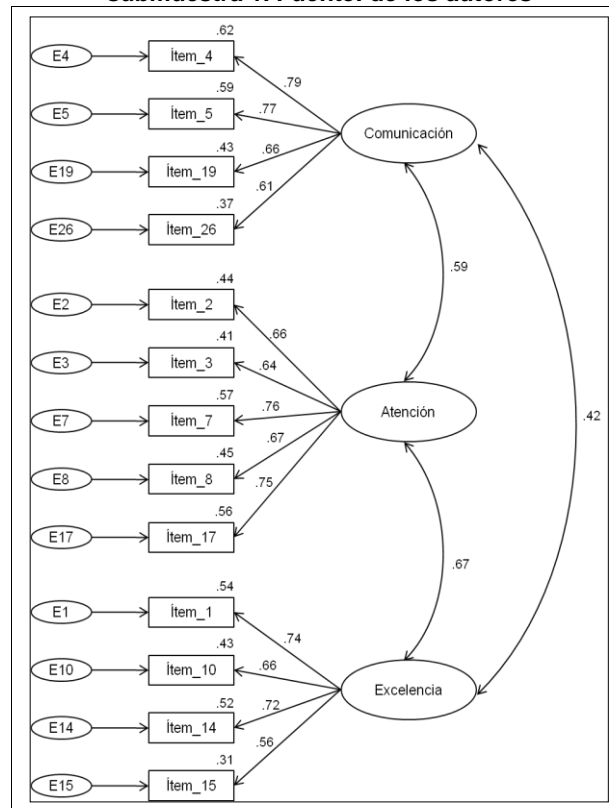 .62
E4 Ítem_4
.79
.59
E5 Ítem_5 .77 Comunicación
.43 .66
E19 Ítem_19
.61
.37
E26 Ítem_26
.59
.44
E2 Ítem_2
.66
.41
E3 Ítem_3 .64
.57
E7 Ítem_7 .76 Atención
.42
.45 .67
E8 Ítem_8
.75
.56
E17 Ítem_17
.67
.54
E1 Ítem_1
.74
.43
E10 Ítem_10 .66
Excelencia
.52 .72
E14 Ítem_14
.56
.31
E15 Ítem_15